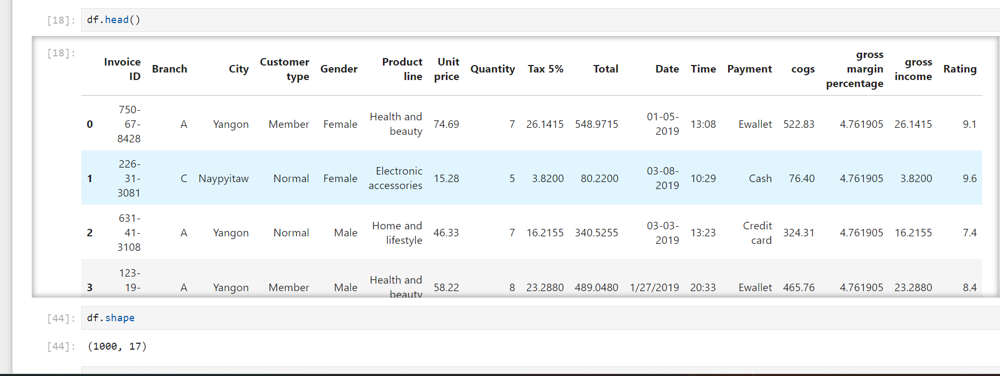 [18]: df.head()
[18]:
Invoice ID Branch City Customer type Gender Product line Unit price Quantity Tax 5% Total Date Time Payment cogs gross margin percentage gross income Rating
0 750-67-8428 A Yangon Member Female Health and beauty 74.69 7 26.1415 548.9715 01-05-2019 13:08 Ewallet 522.83 4.761905 26.1415 9.1
1 226-31-3081 C Naypyitaw Normal Female Electronic accessories 15.28 5 3.8200 80.2200 03-08-2019 10:29 Cash 76.40 4.761905 3.8200 9.6
2 631-41-3108 A Yangon Normal Male Home and lifestyle 46.33 7 16.2155 340.5255 03-03-2019 13:23 Credit card 324.31 4.761905 16.2155 7.4
3 123-19- A Yangon Member Male Health and beauty 58.22 8 23.2880 489.0480 1/27/2019 20:33 Ewallet 465.76 4.761905 23.2880 8.4
[44]: df.shape
[44]: (1000, 17)